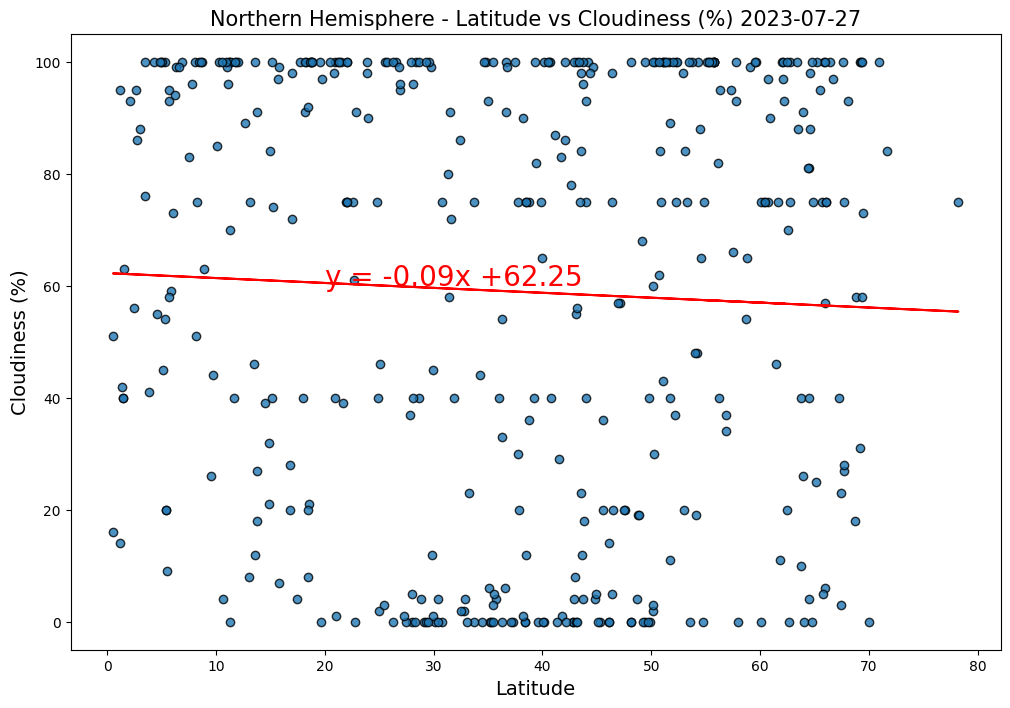 Northern Hemisphere - Latitude vs Cloudiness (%) 2023-07-27
100
80
60
40
20
0
Cloudiness (%)
y = -0.09x +62.25
0 10 20 30 40 50 60 70 80
Latitude